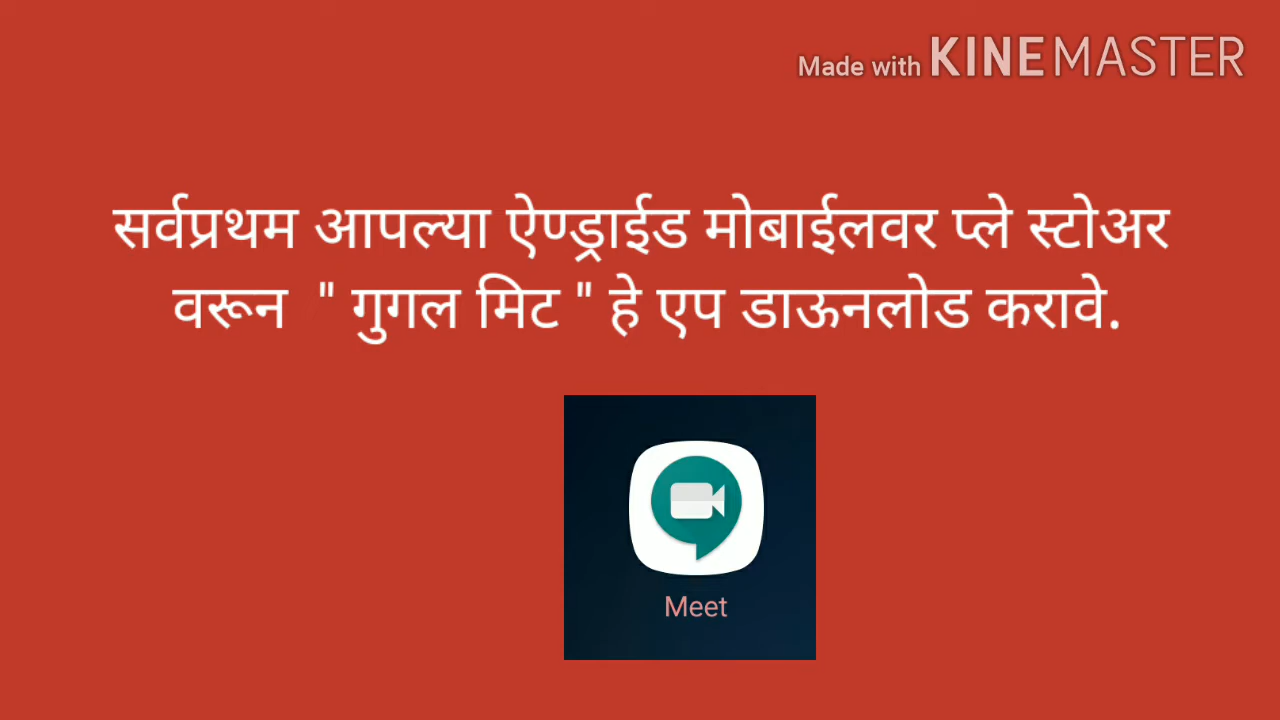 Made with KINEMASTER
सर्वप्रथम आपल्या ऐण्ड्राईड मोबाईलवर प्ले स्टोअर
वरून " गुगल मिट " हे एप डाऊनलोड करावे.
Meet